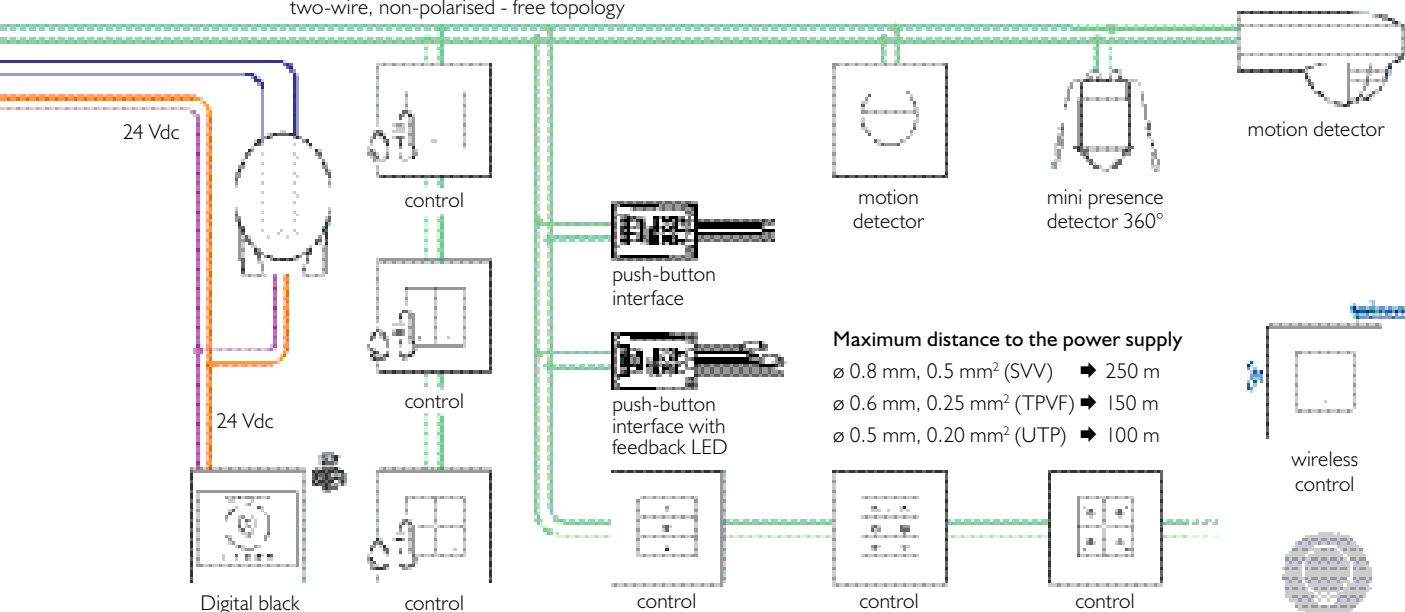 two-wire, non-polarised - free topology
24 Vdc
control
motion
detector
mini presence
detector 360°
motion detector
push-button
interface
control
Maximum distance to the power supply
ø 0.8 mm, 0.5 mm² (SVV) ➡ 250 m
ø 0.6 mm, 0.25 mm² (TPVF) ➡ 150 m
ø 0.5 mm, 0.20 mm² (UTP) ➡ 100 m
push-button
interface with
feedback LED
24 Vdc
wireless
control
Digital black
control
control
control
control